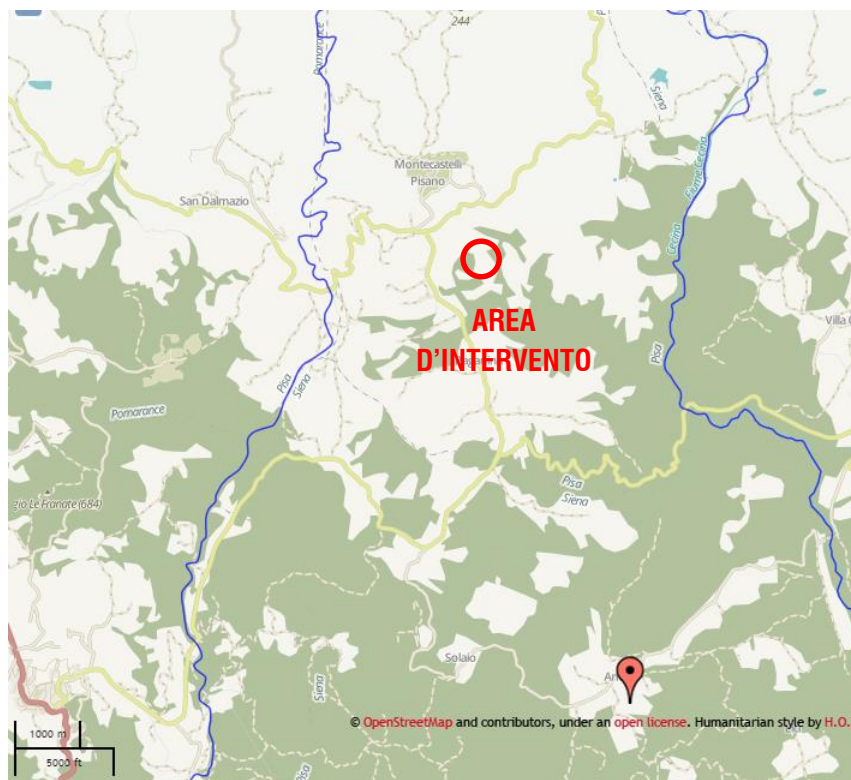 244
Pomarance
Siena
Montecastelli
Pisano
San Dalmazio
Fiume Cecina
Cecina
AREA
D'INTERVENTO
Pisa
Siena
Pisa
Villa
Pomarance
Pisa
Siena
gio Le Franate (684)
Solaio
Siena
Siena
1000 m
5000 ft
© OpenStreetMap and contributors, under an open license. Humanitarian style by H.O.